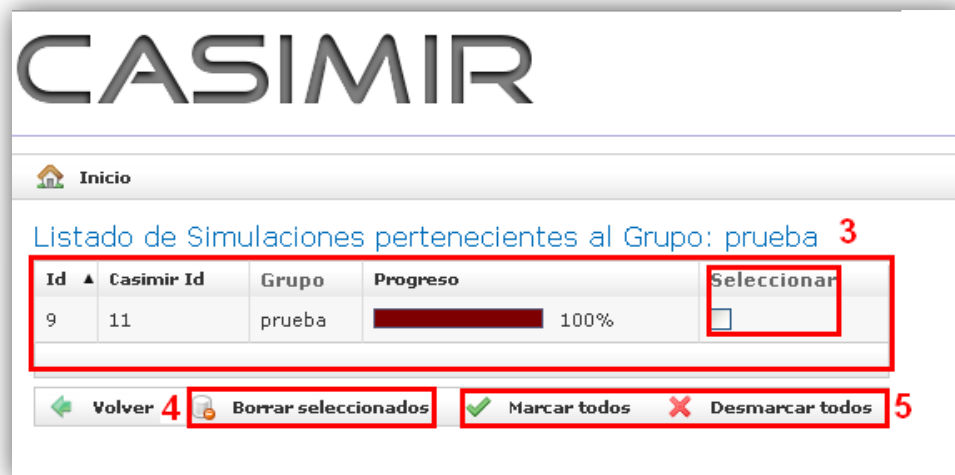 CASIMIR
Inicio
Listado de Simulaciones pertenecientes al Grupo: prueba 3
Id ▲ Casimir Id Grupo Progreso Seleccionar
9 11 prueba 100%
Volver 4 Borrar seleccionados Marcar todos Desmarcar todos 5